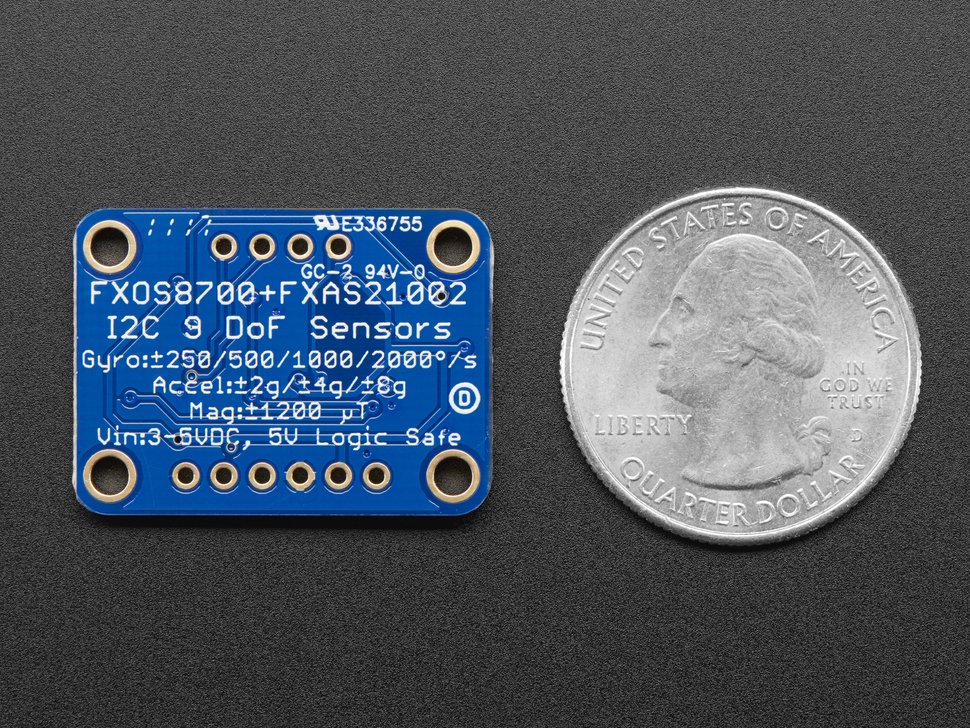 E336755
GC-2 94V-0
FXOS8700+FXAS21002
I2C 9 DoF Sensors
Gyro:±250/500/1000/2000°/s
Accel:±2g/±4g/±8g
Mag:±1200 µT
D
Vin:3-5VDC, 5V Logic Safe
UNITED STATES OF AMERICA
IN
GOD WE
TRUST
LIBERTY
D
QUARTER DOLLAR